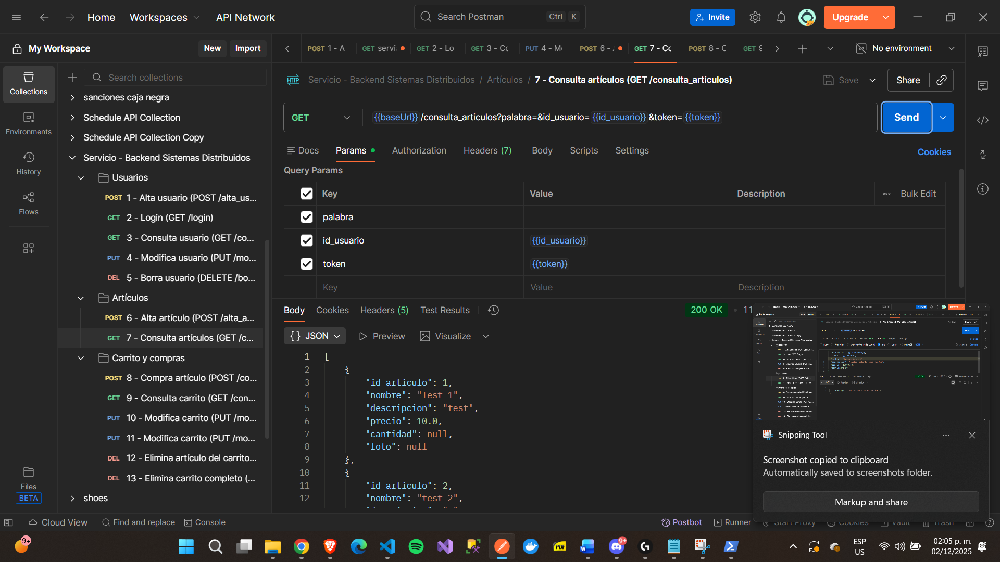 Home
Workspaces
API Network
Search Postman
Ctrl K
Invite
Upgrade
My Workspace
New
Import
POST 1 - A
GET servi
GET 2 - Lo
GET 3 - Co
PUT 4 - Mo
POST 6 -
GET 7 - Co
POST 8 - C
GET 9
No environment
Collections
Environments
History
Flows
Files
BETA
Search collections
sanciones caja negra
Schedule API Collection
Schedule API Collection Copy
Servicio - Backend Sistemas Distribuidos
Usuarios
POST 1 - Alta usuario (POST /alta_us...
GET 2 - Login (GET /login)
GET 3 - Consulta usuario (GET /co...
PUT 4 - Modifica usuario (PUT /mo...
DEL 5 - Borra usuario (DELETE /bo...
Artículos
POST 6 - Alta artículo (POST /alta_a...
GET 7 - Consulta artículos (GET /c...
Carrito y compras
POST 8 - Compra artículo (POST /co...
GET 9 - Consulta carrito (GET /con...
PUT 10 - Modifica carrito (PUT /mo...
PUT 11 - Modifica carrito (PUT /mo...
DEL 12 - Elimina artículo del carrito...
DEL 13 - Elimina carrito completo (...
shoes
HTTP
Servicio - Backend Sistemas Distribuidos / Artículos / 7 - Consulta artículos (GET /consulta_articulos)
Save
Share
GET
{{baseUrl}} /consulta_articulos?palabra=&id_usuario= {{id_usuario}} &token= {{token}}
Send
Docs
Params
Authorization
Headers (7)
Body
Scripts
Settings
Cookies
Query Params
Key Value Description Bulk Edit
palabra
id_usuario {{id_usuario}}
token {{token}}
Key Value Description
Body
Cookies
Headers (5)
Test Results
200 OK
11
{} JSON
Preview
Visualize
1 [
2 {
3 "id_articulo": 1,
4 "nombre": "Test 1",
5 "descripcion": "test",
6 "precio": 10.0,
7 "cantidad": null,
8 "foto": null
9 },
10 {
11 "id_articulo": 2,
12 "nombre": "test 2",
Snipping Tool
Screenshot copied to clipboard
Automatically saved to screenshots folder.
Markup and share
Cloud View
Find and replace
Console
Postbot
Runner
Start Proxy
Cookies
Vault
Trash
9+
PDF
9+
ESP
US
02:05 p. m.
02/12/2025